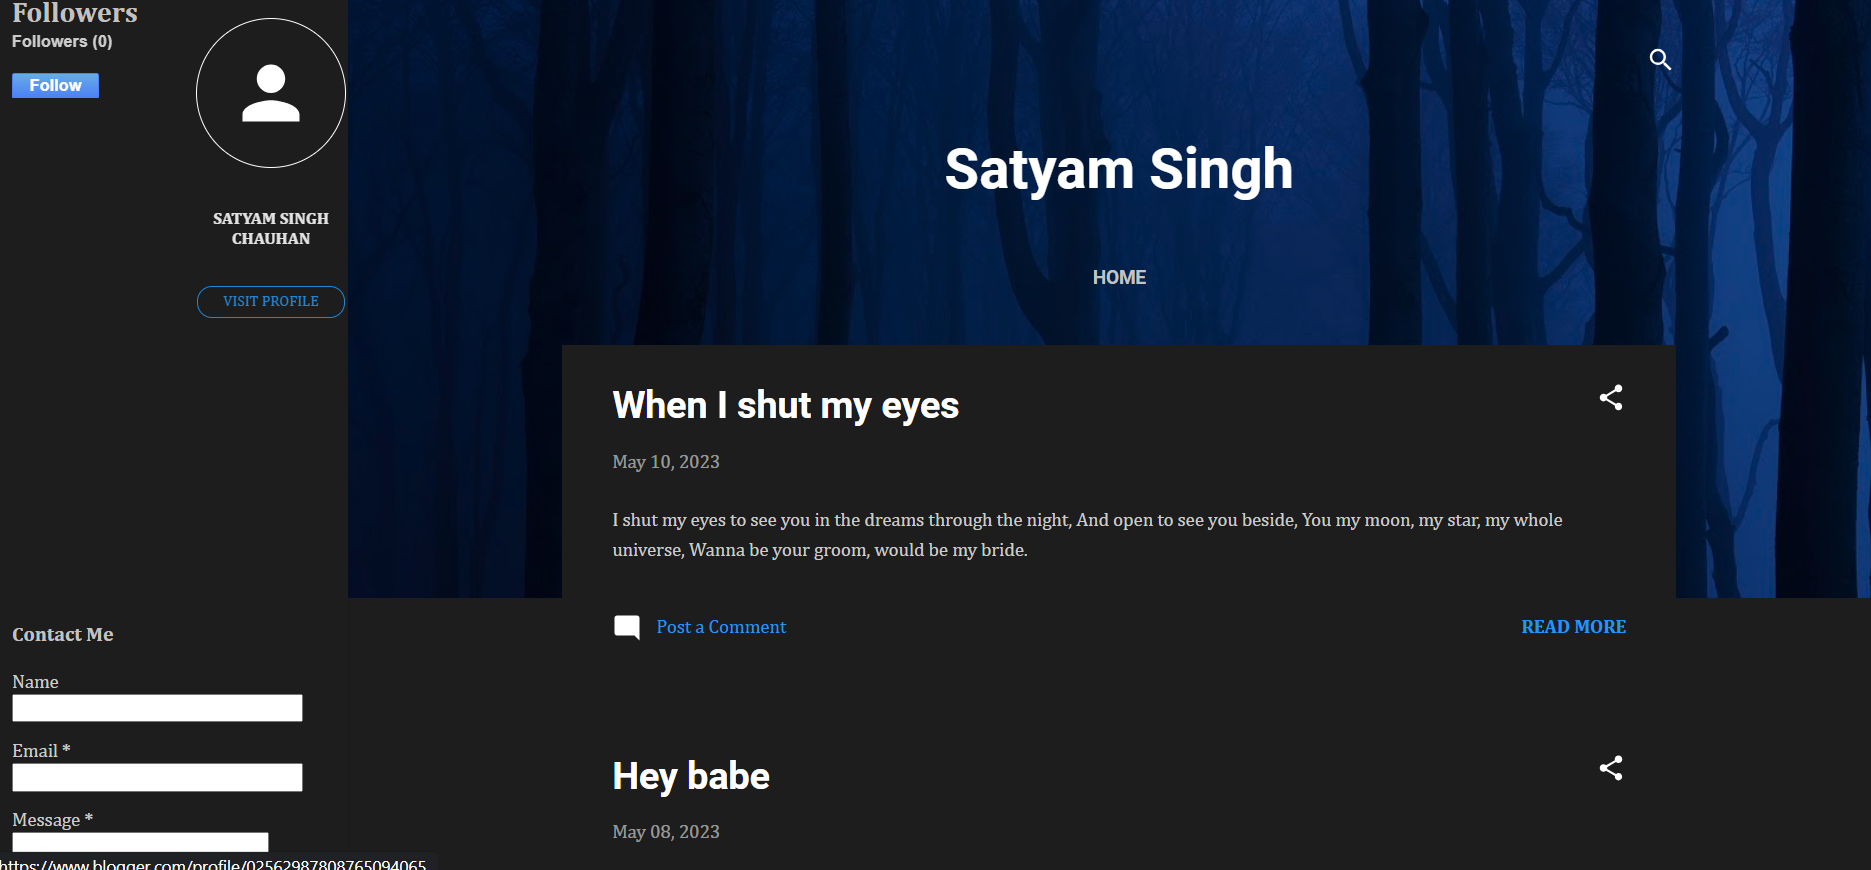 Followers
Followers (0)
Follow
SATYAM SINGH
CHAUHAN
VISIT PROFILE
Contact Me
Name
Email *
Message *
https://www.blogger.com/profile/02562987808765094065
Satyam Singh
HOME
When I shut my eyes
May 10, 2023
I shut my eyes to see you in the dreams through the night, And open to see you beside, You my moon, my star, my whole
universe, Wanna be your groom, would be my bride.
Post a Comment
READ MORE
Hey babe
May 08, 2023